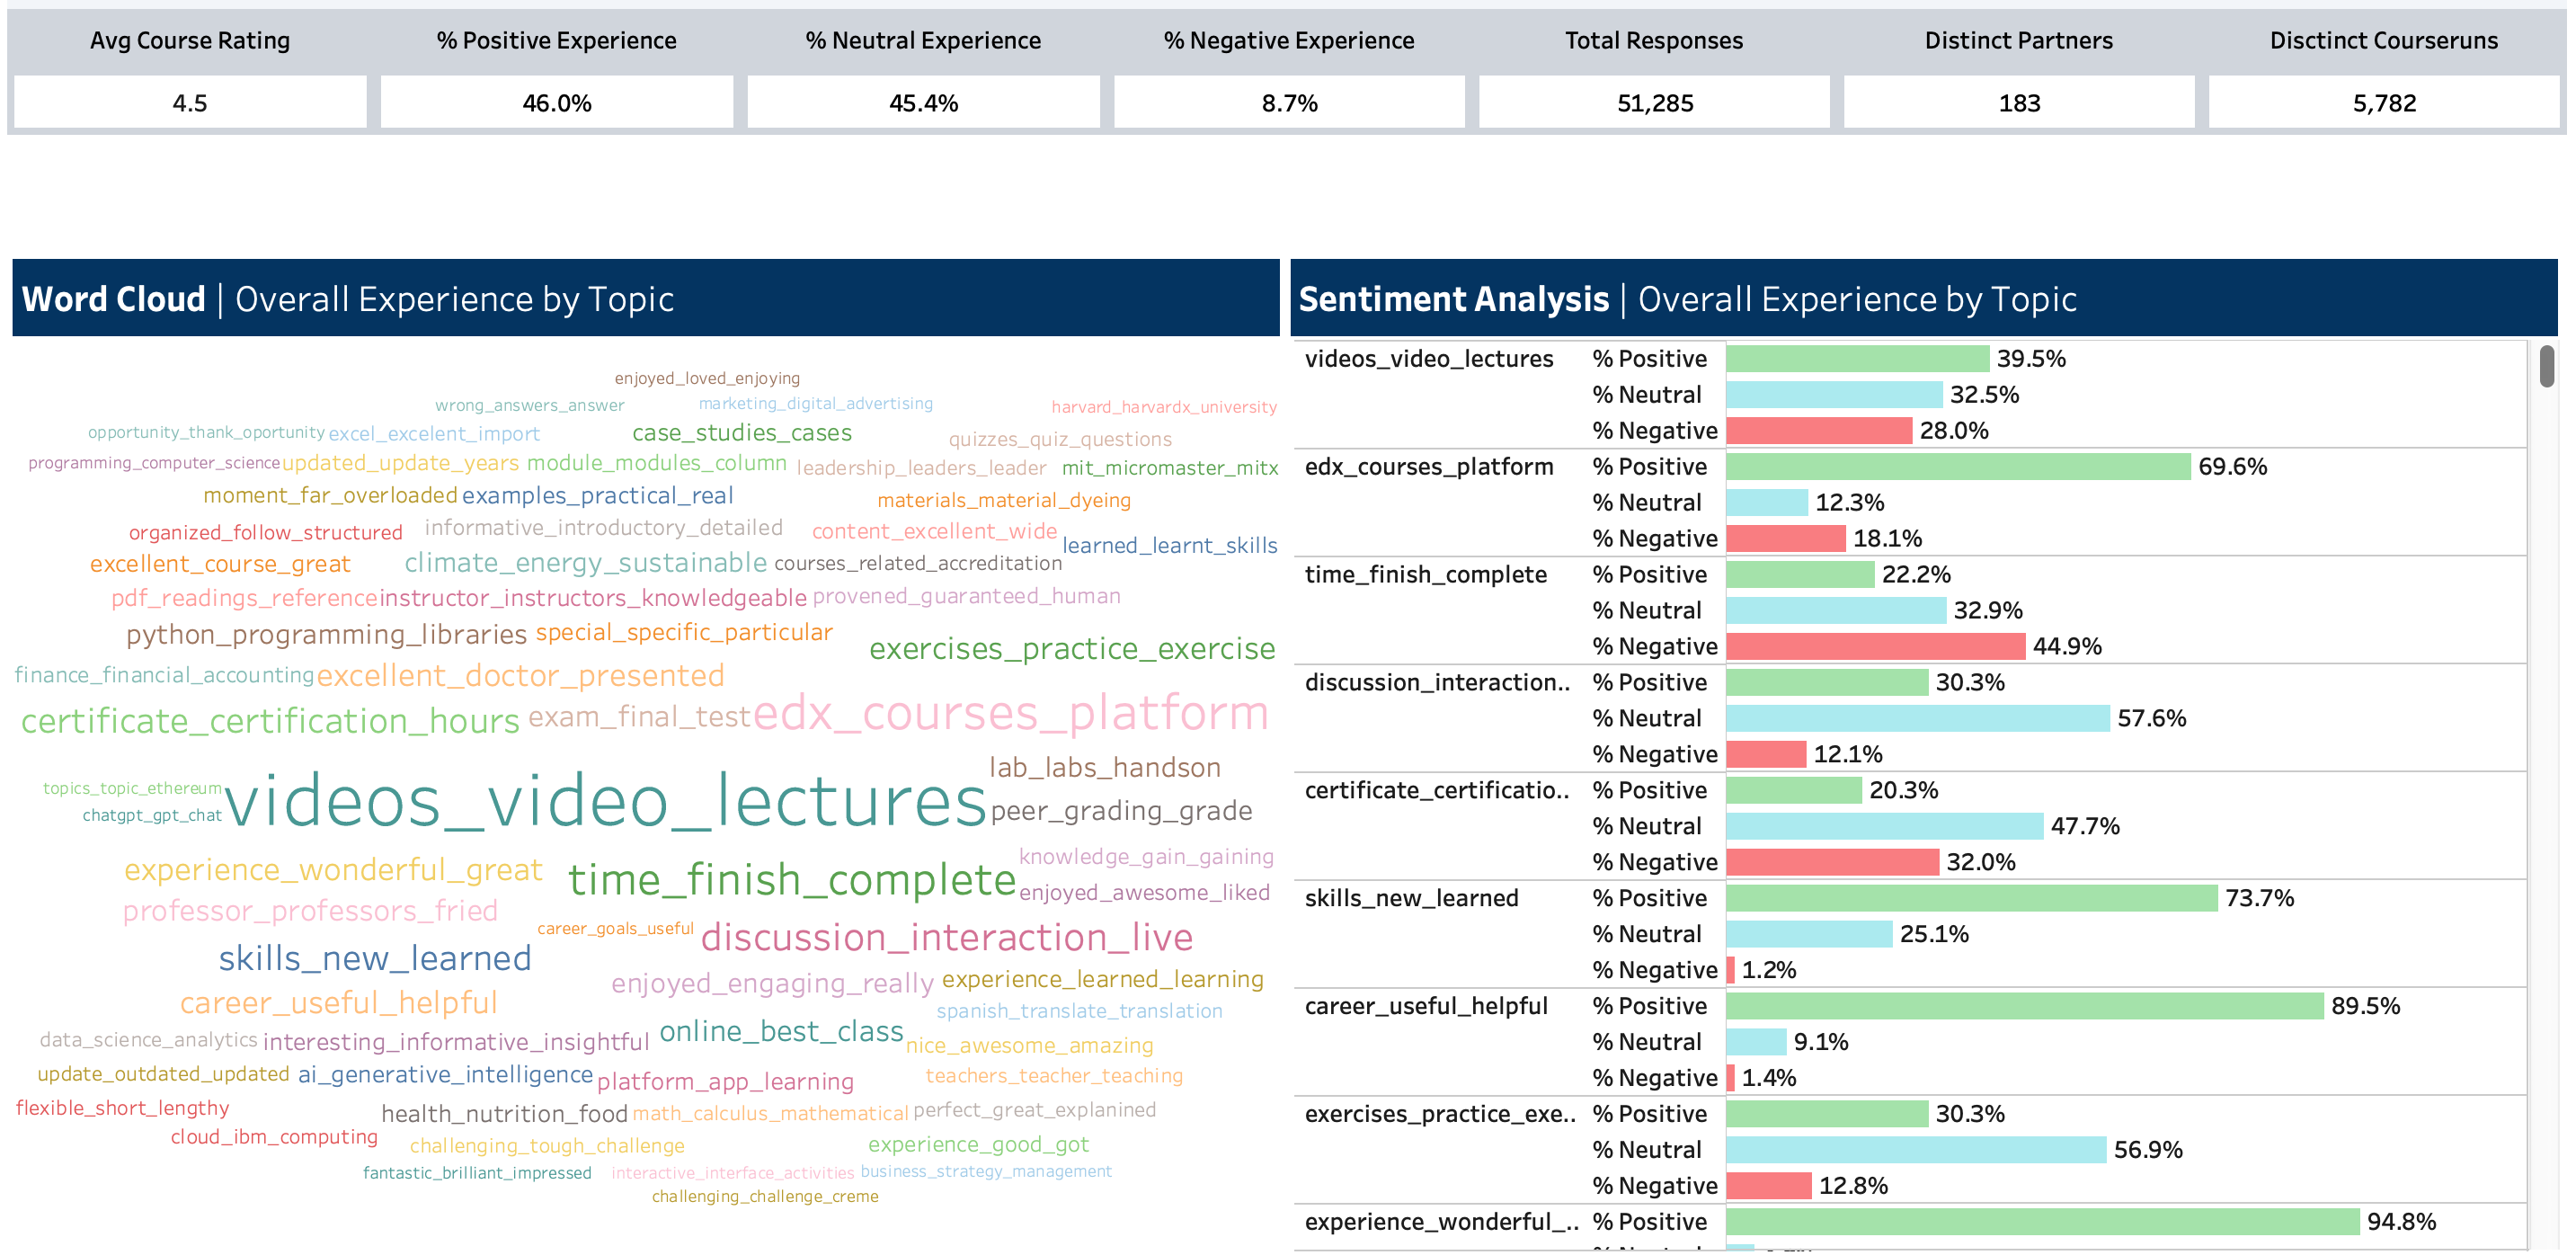 Avg Course Rating % Positive Experience % Neutral Experience % Negative Experience Total Responses Distinct Partners Disctinct Courseruns
4.5 46.0% 45.4% 8.7% 51,285 183 5,782
Word Cloud | Overall Experience by Topic
enjoyed_loved_enjoying
wrong_answers_answer marketing_digital_advertising harvard_harvardx_university
opportunity_thank_oportunity excel_excelent_import case_studies_cases quizzes_quiz_questions
programming_computer_science updated_update_years module_modules_column leadership_leaders_leader mit_micromaster_mitx
moment_far_overloaded examples_practical_real materials_material_dyeing
organized_follow_structured informative_introductory_detailed content_excellent_wide learned_learnt_skills
excellent_course_great climate_energy_sustainable courses_related_accreditation
pdf_readings_reference instructor_instructors_knowledgeable provened_guaranteed_human
python_programming_libraries special_specific_particular exercises_practice_exercise
finance_financial_accounting excellent_doctor_presented
certificate_certification_hours exam_final_test edx_courses_platform
lab_labs_handson
topics_topic_ethereum videos_video_lectures
chatgpt_gpt_chat peer_grading_grade
experience_wonderful_great time_finish_complete knowledge_gain_gaining
enjoyed_awesome_liked
professor_professors_fried
career_goals_useful discussion_interaction_live
skills_new_learned
enjoyed_engaging_really experience_learned_learning
career_useful_helpful spanish_translate_translation
data_science_analytics interesting_informative_insightful online_best_class nice_awesome_amazing
update_outdated_updated ai_generative_intelligence platform_app_learning teachers_teacher_teaching
flexible_short_lengthy health_nutrition_food math_calculus_mathematical perfect_great_explanined
cloud_ibm_computing challenging_tough_challenge experience_good_got
fantastic_brilliant_impressed interactive_interface_activities business_strategy_management
challenging_challenge_creme
Sentiment Analysis | Overall Experience by Topic
videos_video_lectures % Positive 39.5%
% Neutral 32.5%
% Negative 28.0%
edx_courses_platform % Positive 69.6%
% Neutral 12.3%
% Negative 18.1%
time_finish_complete % Positive 22.2%
% Neutral 32.9%
% Negative 44.9%
discussion_interaction.. % Positive 30.3%
% Neutral 57.6%
% Negative 12.1%
certificate_certificatio.. % Positive 20.3%
% Neutral 47.7%
% Negative 32.0%
skills_new_learned % Positive 73.7%
% Neutral 25.1%
% Negative 1.2%
career_useful_helpful % Positive 89.5%
% Neutral 9.1%
% Negative 1.4%
exercises_practice_exe.. % Positive 30.3%
% Neutral 56.9%
% Negative 12.8%
experience_wonderful_.. % Positive 94.8%